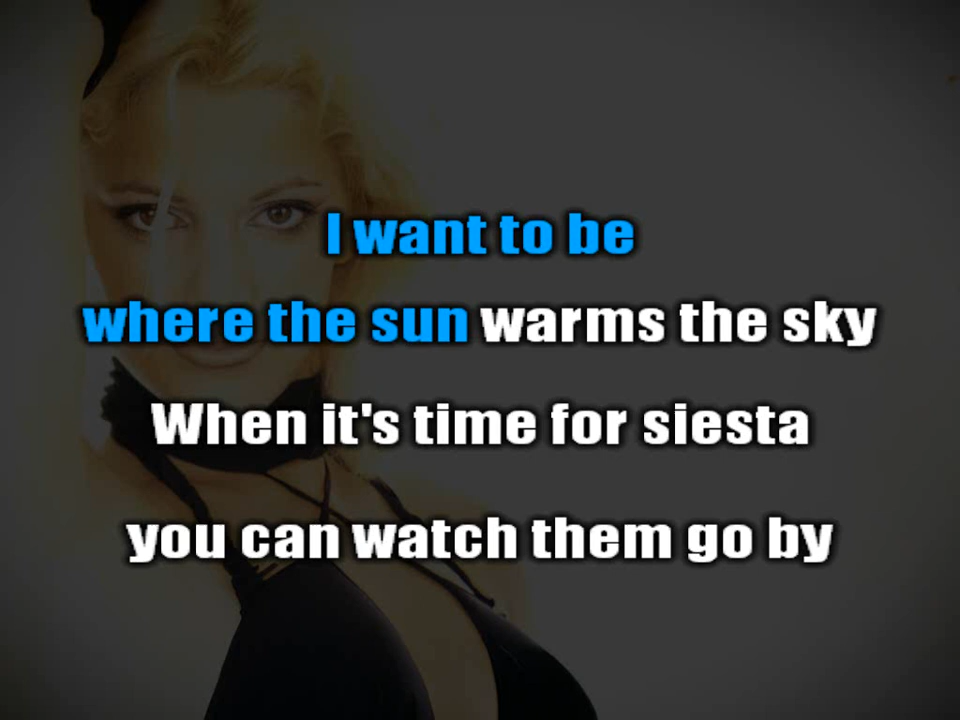 I want to be
where the sun warms the sky
When it's time for siesta
you can watch them go by